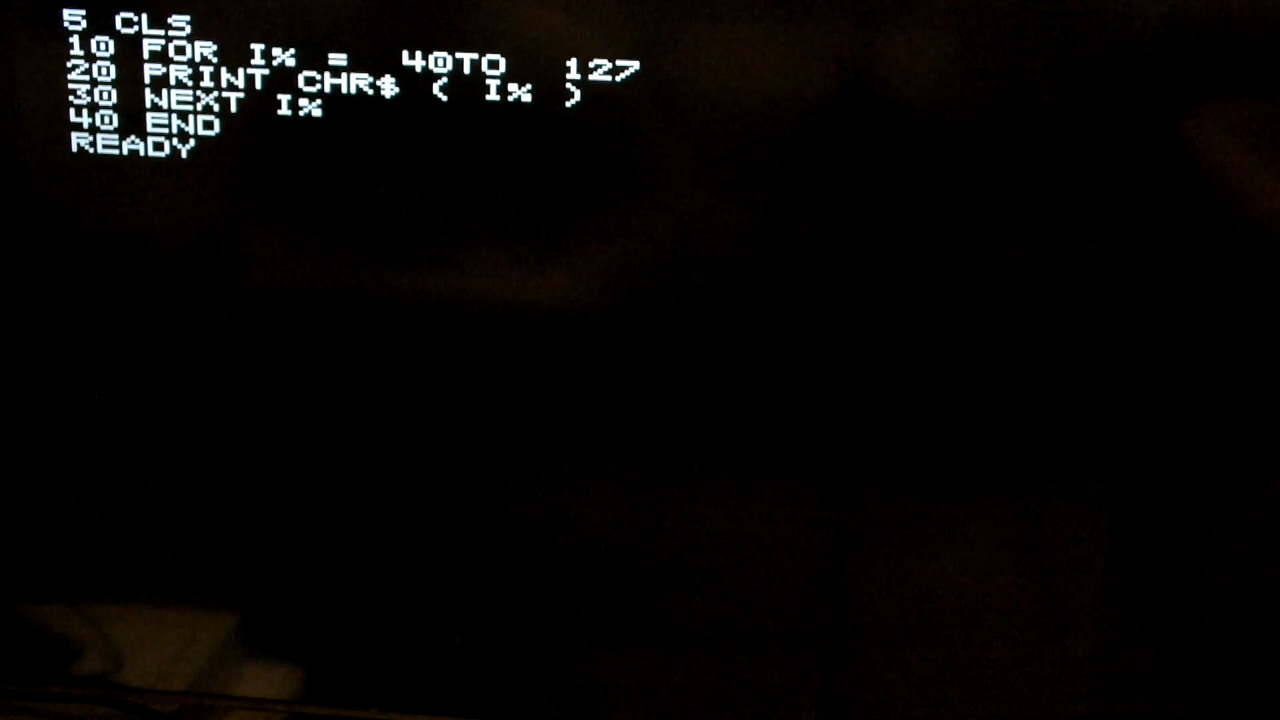 5 CLS
10 FOR I% = 40TO 127
20 PRINT CHR$ ( I% )
30 NEXT I%
40 END
READY